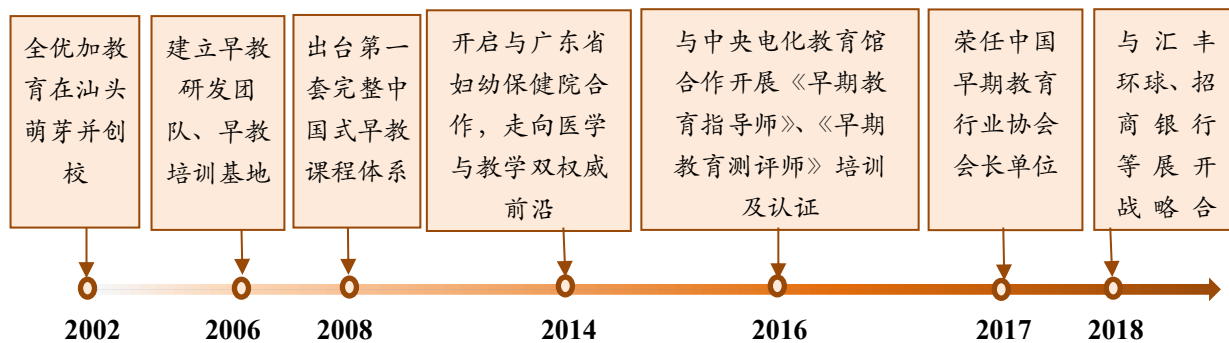 全优加教
育在汕头
萌芽并创
校
建立早教
研发团
队、早教
培训基地
出台第一
套完整中
国式早教
课程体系
开启与广东省
妇幼保健院合
作，走向医学
与教学双权威
前沿
与中央电化教育馆
合作开展《早期教
育指导师》、《早期
教育测评师》培训
及认证
荣任中国
早期教育
行业协会
会长单位
与汇丰
环球、招
商银行
等展开
战略合
2002
2006
2008
2014
2016
2017
2018